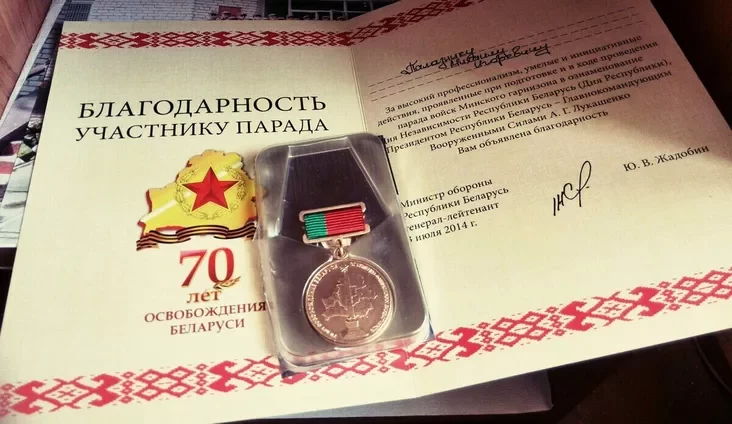 БЛАГОДАРНОСТЬ
УЧАСТНИКУ ПАРАДА
70
лет
ОСВОБОЖДЕНИЯ
БЕЛАРУСИ
За высокий профессионализм, умелые и инициативные
действия, проявленные при подготовке и в ходе проведения
парада войск Минского гарнизона в ознаменование
Дня Независимости Республики Беларусь (Дня Республики),
Президентом Республики Беларусь – Главнокомандующим
Вооруженными Силами А. Г. Лукашенко
Вам объявлена благодарность
Министр обороны
Республики Беларусь
генерал-лейтенант
июля 2014 г.
Ю. В. Жадобин